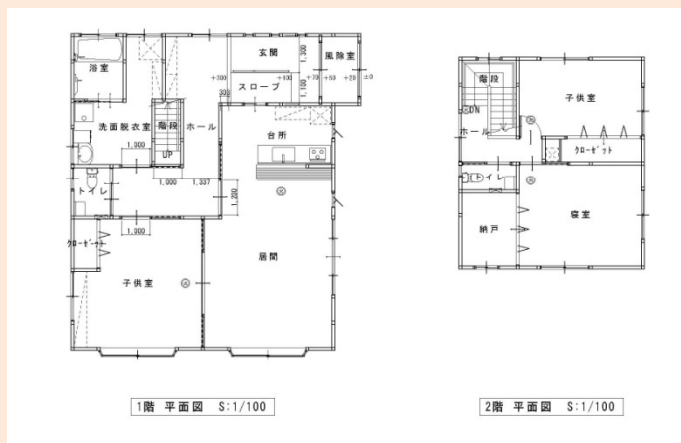 浴室
玄関
風除室
1,300
+300
+100
+70
+50
+20
±0
303
スロープ
1,100
洗面脱衣室
階段
ホール
台所
UP
1,000
1,000
1,337
1,200
トイレ
1,000
クローゼット
子供室
居間
1階 平面図 S:1/100
階段
子供室
DN
ホール
クローゼット
トイレ
納戸
寝室
2階 平面図 S:1/100